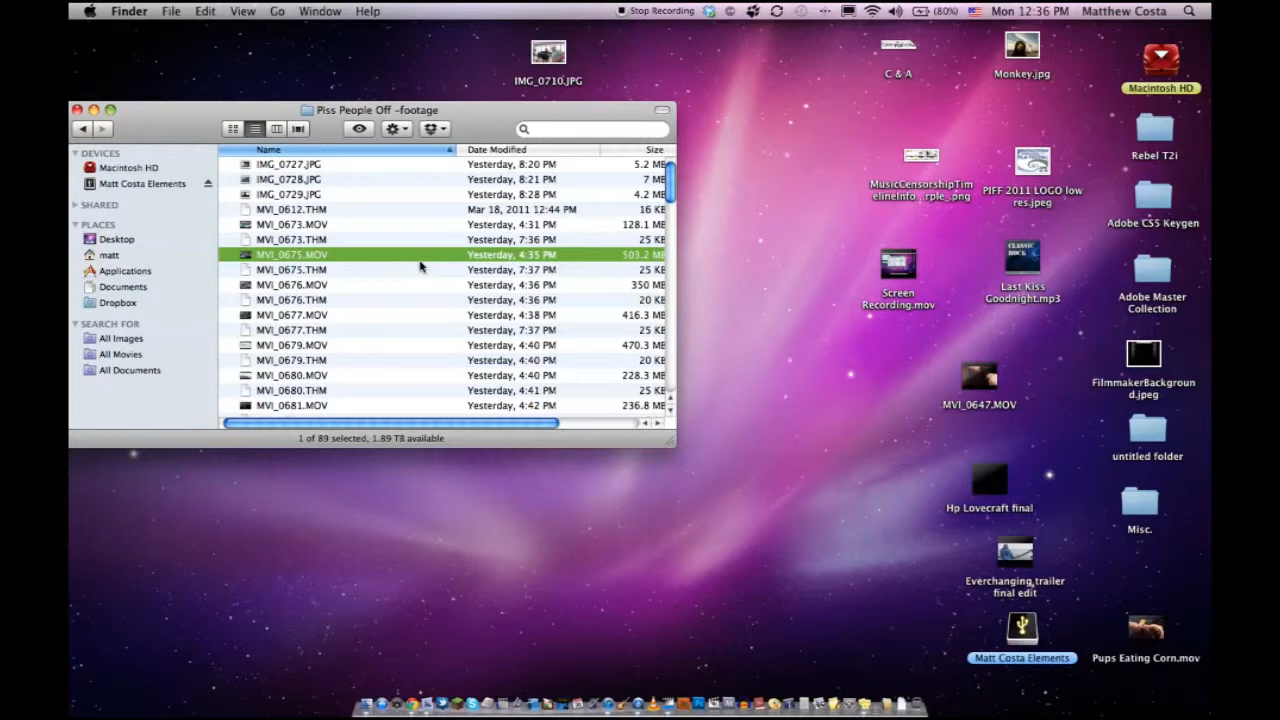 Finder File Edit View Go Window Help
Stop Recording (80%) Mon 12:36 PM Matthew Costa
Piss People Off -footage
DEVICES
Macintosh HD
Matt Costa Elements
SHARED
PLACES
Desktop
matt
Applications
Documents
Dropbox
SEARCH FOR
All Images
All Movies
All Documents
Name Date Modified Size
IMG_0727.JPG Yesterday, 8:20 PM 5.2 MB
IMG_0728.JPG Yesterday, 8:21 PM 7 MB
IMG_0729.JPG Yesterday, 8:28 PM 4.2 MB
MVI_0612.THM Mar 18, 2011 12:44 PM 16 KB
MVI_0673.MOV Yesterday, 4:31 PM 128.1 MB
MVI_0673.THM Yesterday, 7:36 PM 25 KB
MVI_0675.MOV Yesterday, 4:35 PM 503.2 MB
MVI_0675.THM Yesterday, 7:37 PM 25 KB
MVI_0676.MOV Yesterday, 4:36 PM 350 MB
MVI_0676.THM Yesterday, 4:36 PM 20 KB
MVI_0677.MOV Yesterday, 4:38 PM 416.3 MB
MVI_0677.THM Yesterday, 7:37 PM 25 KB
MVI_0679.MOV Yesterday, 4:40 PM 470.3 MB
MVI_0679.THM Yesterday, 4:40 PM 20 KB
MVI_0680.MOV Yesterday, 4:40 PM 228.3 MB
MVI_0680.THM Yesterday, 4:41 PM 20 KB
MVI_0681.MOV Yesterday, 4:42 PM 236.8 MB
1 of 89 selected, 1.89 TB available
IMG_0710.JPG
C & A
Monkey.jpg
Macintosh HD
Rebel T2i
MusicCensorshipTim
elineInfo...rple_.png
PIFF 2011 LOGO low
res.jpeg
Adobe CS5 Keygen
CLASSIC
ROCK
Screen
Recording.mov
Last Kiss
Goodnight.mp3
Adobe Master
Collection
FilmmakerBackgroun
d.jpeg
MVI_0647.MOV
untitled folder
Hp Lovecraft final
Misc.
Everchanging trailer
final edit
Matt Costa Elements
Pups Eating Corn.mov